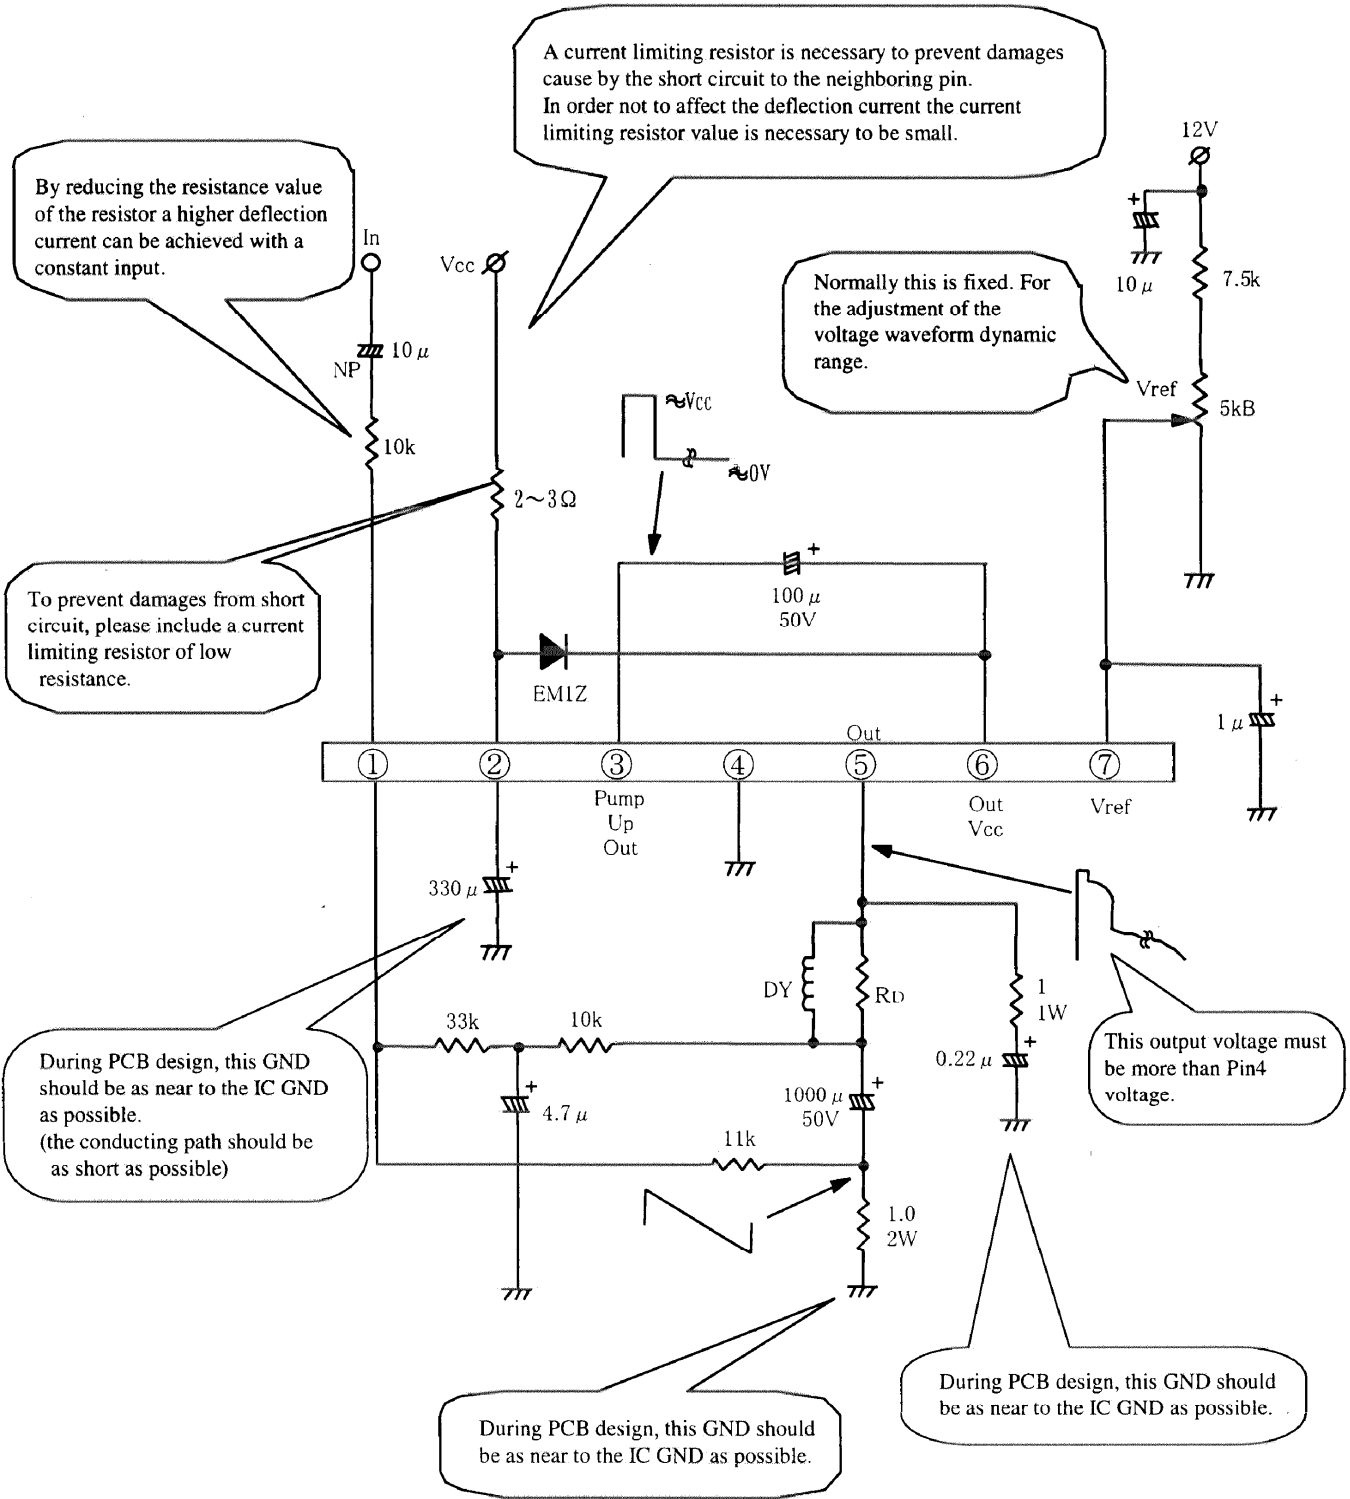 A current limiting resistor is necessary to prevent damages
cause by the short circuit to the neighboring pin.
In order not to affect the deflection current the current
limiting resistor value is necessary to be small.
12V
By reducing the resistance value
of the resistor a higher deflection
current can be achieved with a
constant input.
In
Vcc
+
10 μ
7.5k
Normally this is fixed. For
the adjustment of the
voltage waveform dynamic
range.
NP
10 μ
Vref
5kB
≈Vcc
≈0V
10k
2~3Ω
+
100 μ
50V
To prevent damages from short
circuit, please include a current
limiting resistor of low
resistance.
EM1Z
+
1 μ
Out
① ② ③ ④ ⑤ ⑥ ⑦
Pump
Up
Out
Out
Vcc
Vref
+
330 μ
DY
RD
1
1W
+
0.22 μ
33k
10k
This output voltage must
be more than Pin4
voltage.
During PCB design, this GND
should be as near to the IC GND
as possible.
(the conducting path should be
as short as possible)
+
4.7 μ
+
1000 μ
50V
11k
1.0
2W
During PCB design, this GND should
be as near to the IC GND as possible.
During PCB design, this GND should
be as near to the IC GND as possible.